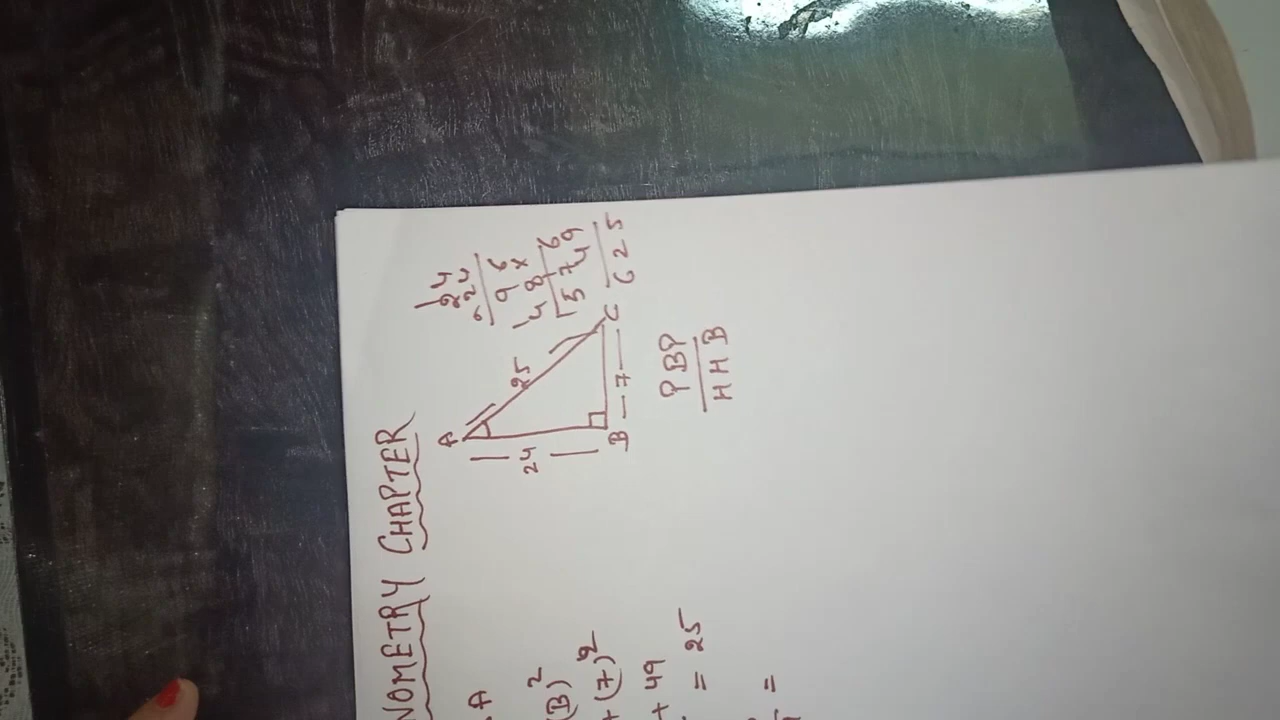 NOMETRY CHAPTER
A
(B)²
+ (7)²
+ 49
= 25
=
A
25
24
B
7
C
PBP
HHB
24
24
96
48×
576
49
625